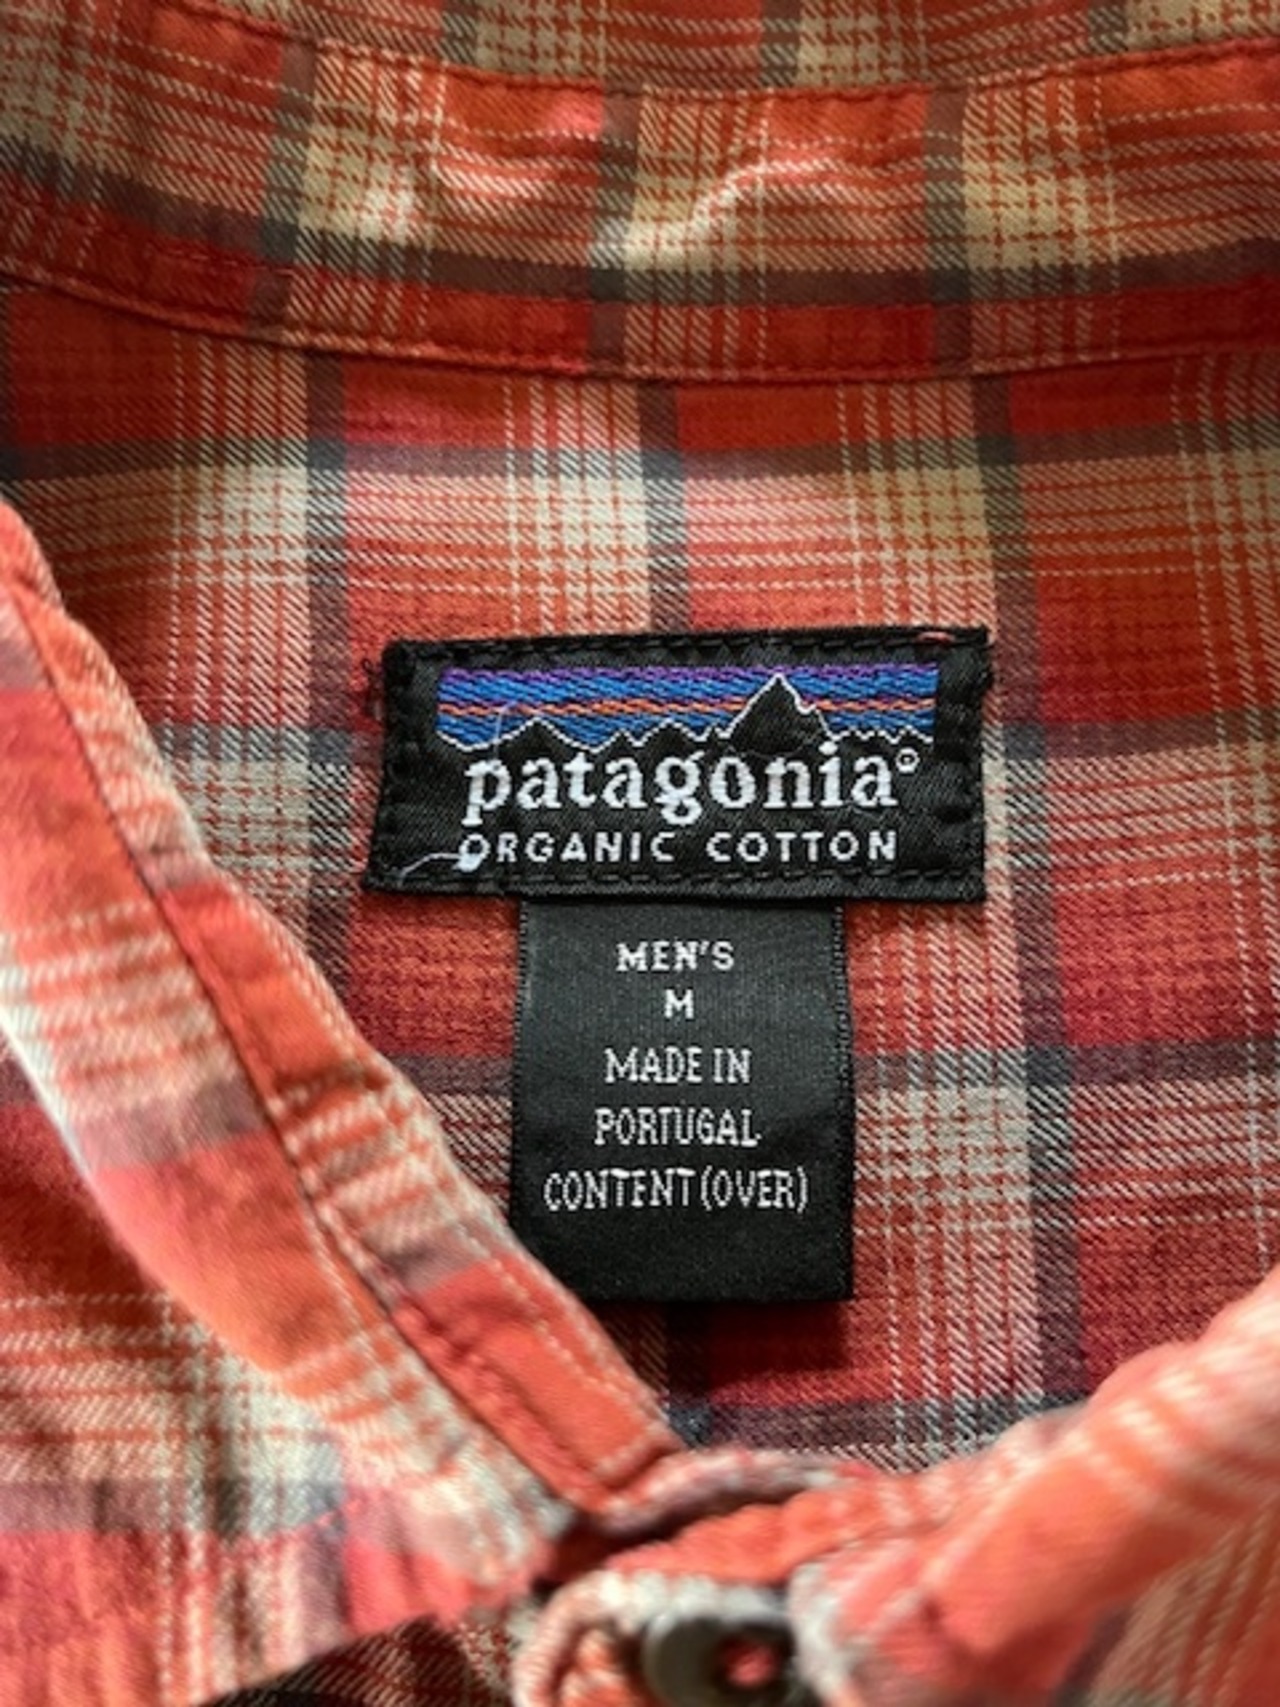 patagonia®
ORGANIC COTTON
MEN'S
M
MADE IN
PORTUGAL
CONTENT (OVER)